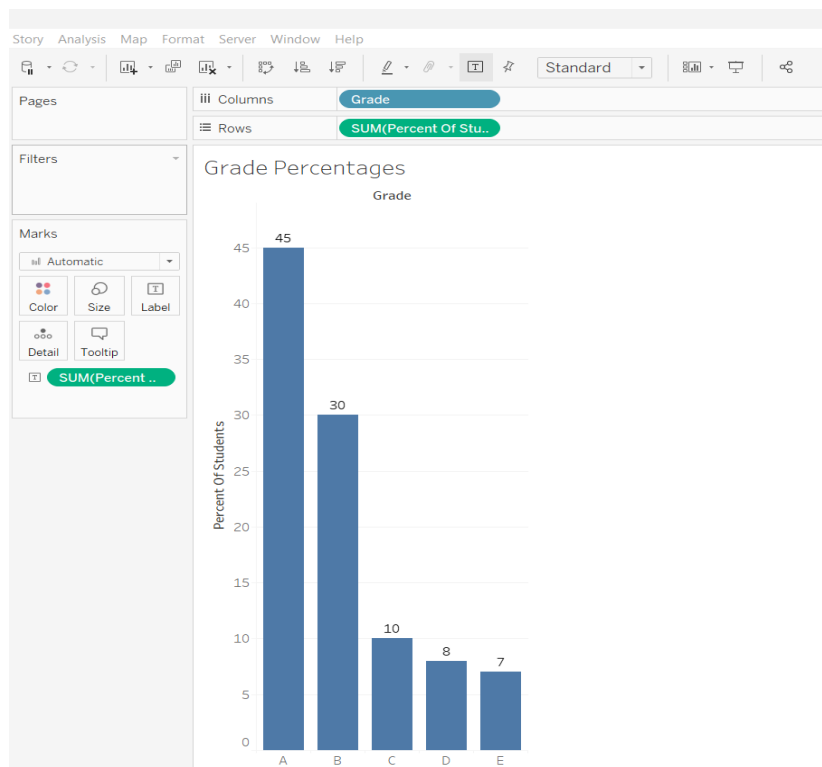 Story Analysis Map Format Server Window Help
Standard
Pages
Columns Grade
Rows SUM(Percent Of Stu..
Filters
Marks
Automatic
Color Size Label
Detail Tooltip
SUM(Percent ..
Grade Percentages
Grade
Percent Of Students
45
40
35
30
25
20
15
10
5
0
45
30
10
8
7
A B C D E